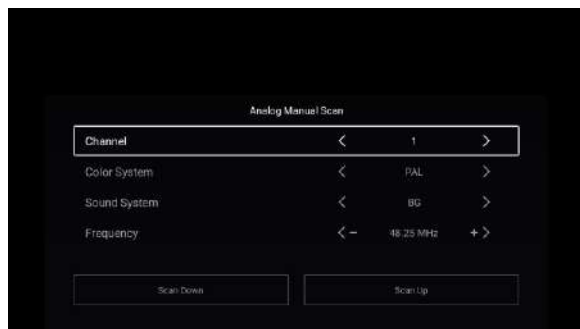 Analog Manual Scan
Channel < 1 >
Color System < PAL >
Sound System < BG >
Frequency < − 48.25 MHz + >
Scan Down Scan Up